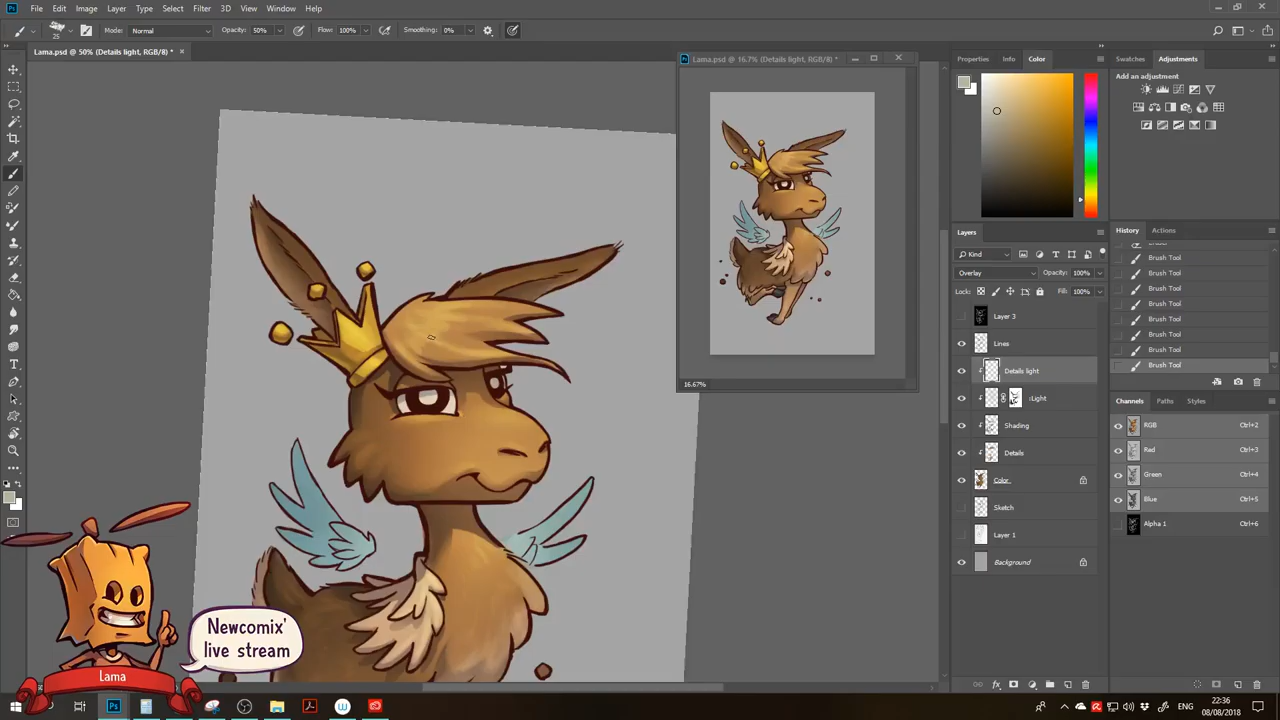 File Edit Image Layer Type Select Filter 3D View Window Help
25 Mode: Normal Opacity: 50% Flow: 100% Smoothing: 0%
Lama.psd @ 50% (Details light, RGB/8) *
Lama.psd @ 16.7% (Details light, RGB/8) *
16.67%
Properties Info Color
Swatches Adjustments
Add an adjustment
Layers
Kind
Overlay Opacity: 100%
Lock: Fill: 100%
Layer 3
Lines
Details light
Light
Shading
Details
Color
Sketch
Layer 1
Background
History Actions
Brush Tool
Brush Tool
Brush Tool
Brush Tool
Brush Tool
Brush Tool
Brush Tool
Brush Tool
Channels Paths Styles
RGB Ctrl+2
Red Ctrl+3
Green Ctrl+4
Blue Ctrl+5
Alpha 1 Ctrl+6
Newcomix'
live stream
Lama
22:36
08/08/2018